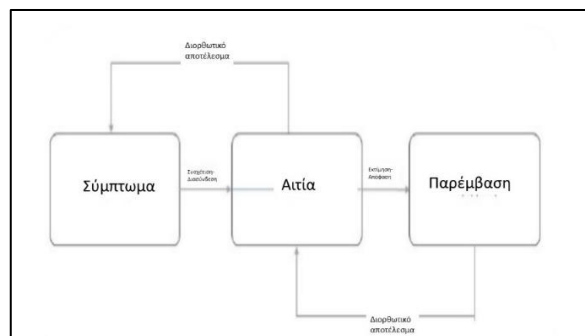 Διορθωτικό
αποτέλεσμα
Σύμπτωμα
Συσχέτιση-
Διασύνδεση
Αιτία
Εκτίμηση-
Απόφαση
Παρέμβαση
Διορθωτικό
αποτέλεσμα